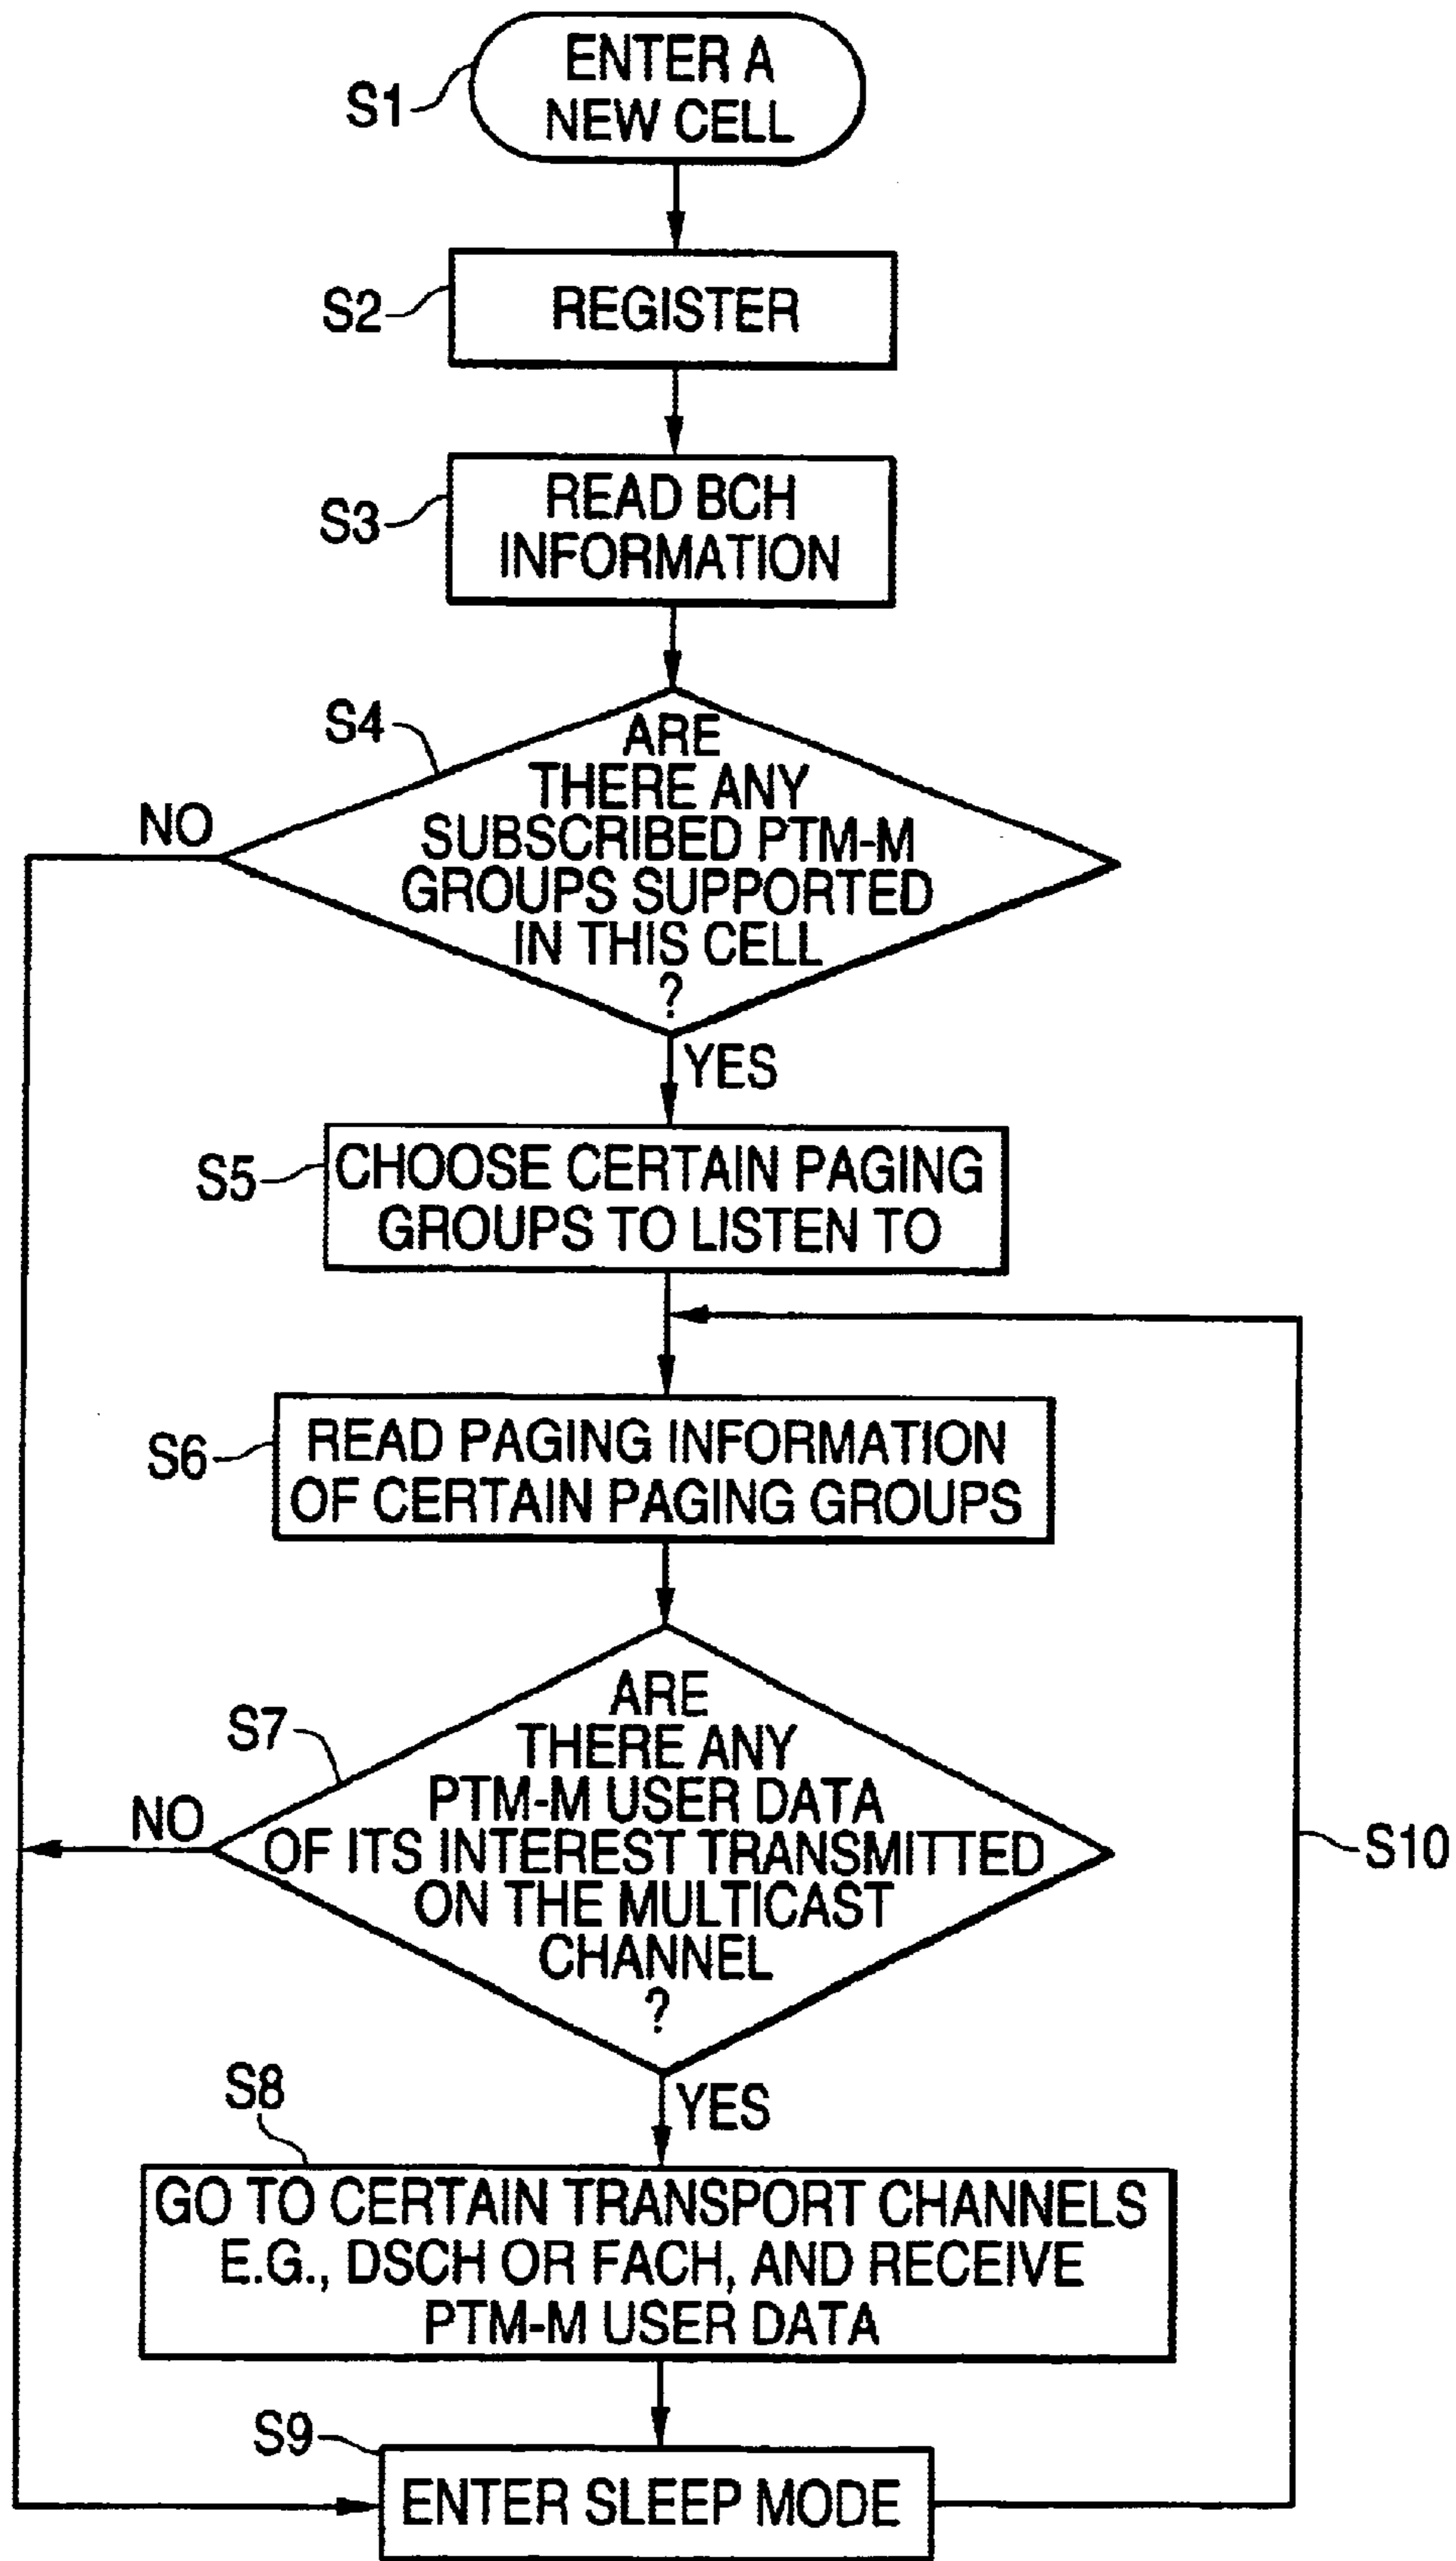 S1
ENTER A
NEW CELL
S2
REGISTER
S3
READ BCH
INFORMATION
S4
NO
ARE
THERE ANY
SUBSCRIBED PTM-M
GROUPS SUPPORTED
IN THIS CELL
?
YES
S5
CHOOSE CERTAIN PAGING
GROUPS TO LISTEN TO
S6
READ PAGING INFORMATION
OF CERTAIN PAGING GROUPS
S7
NO
ARE
THERE ANY
PTM-M USER DATA
OF ITS INTEREST TRANSMITTED
ON THE MULTICAST
CHANNEL
?
S10
YES
S8
GO TO CERTAIN TRANSPORT CHANNELS
E.G., DSCH OR FACH, AND RECEIVE
PTM-M USER DATA
S9
ENTER SLEEP MODE